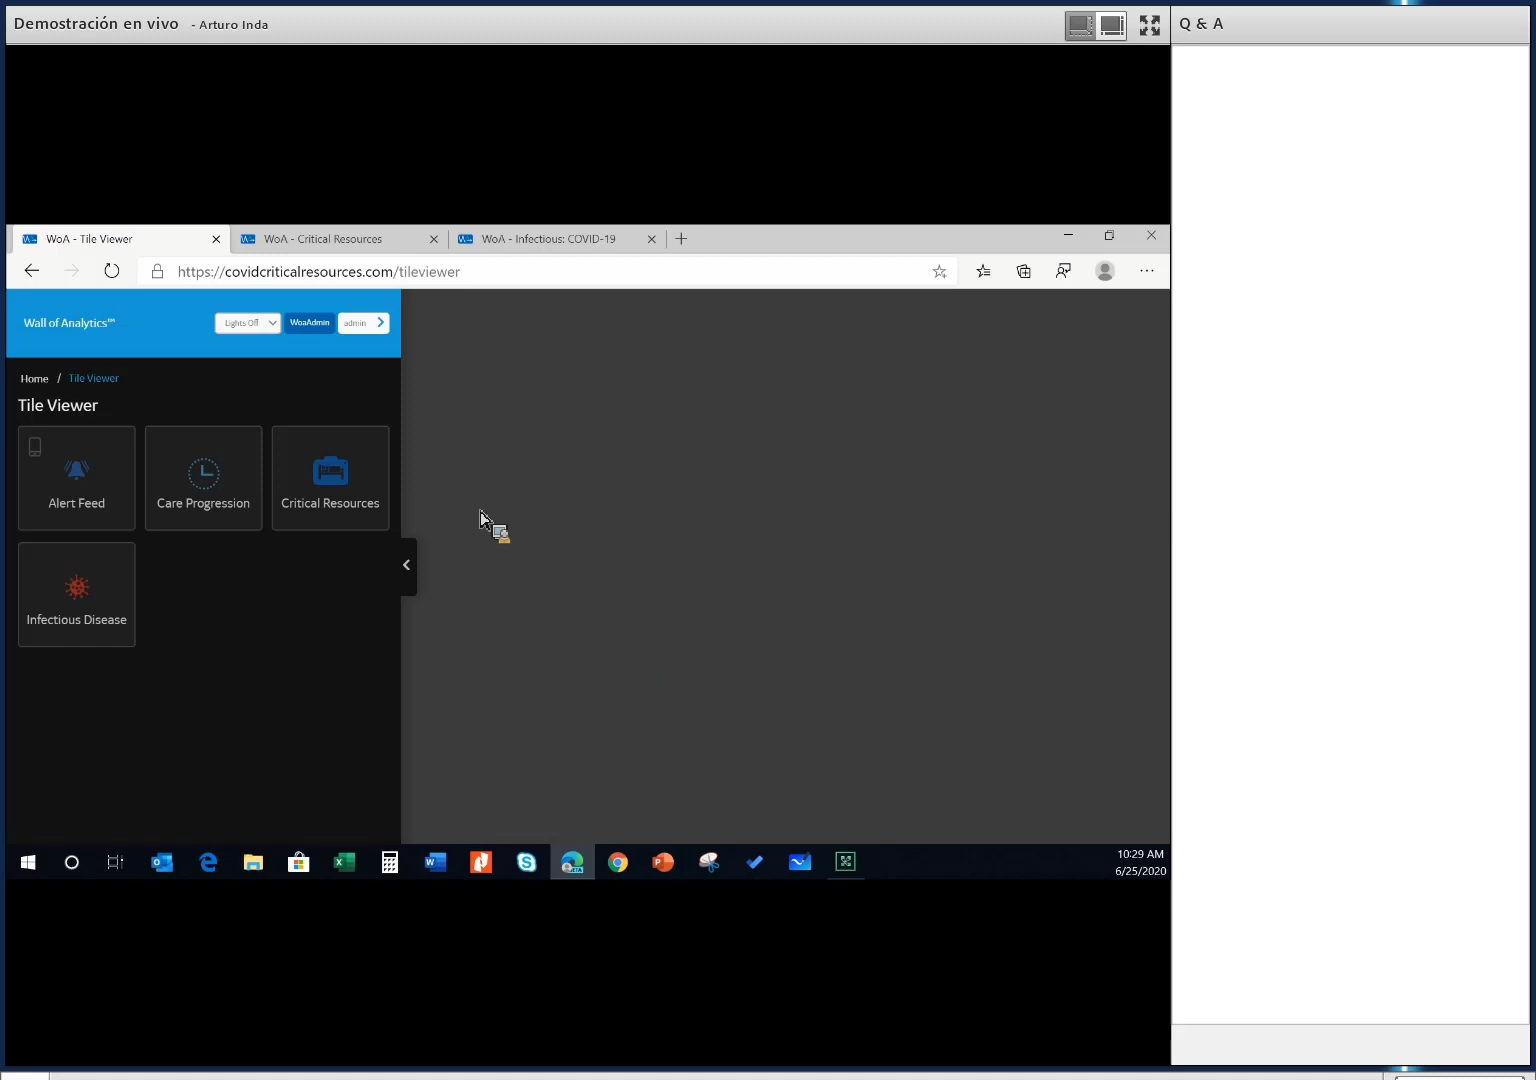 Demostración en vivo - Arturo Inda
Q & A
WoA - Tile Viewer
WoA - Critical Resources
WoA - Infectious: COVID-19
https://covidcriticalresources.com/tileviewer
Wall of Analytics™
Lights Off
WoaAdmin
admin
Home / Tile Viewer
Tile Viewer
Alert Feed
Care Progression
Critical Resources
Infectious Disease
10:29 AM
6/25/2020